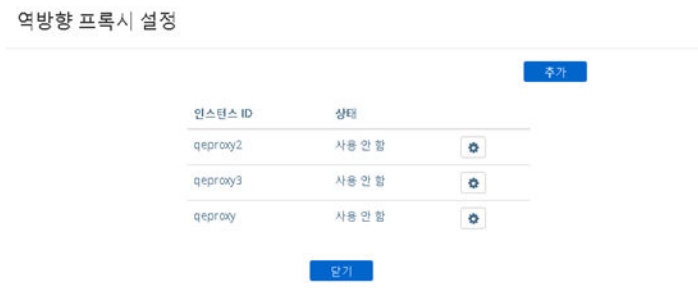 역방향 프록시 설정
추가
인스턴스 ID 상태
qeproxy2 사용 안 함
qeproxy3 사용 안 함
qeproxy 사용 안 함
닫기